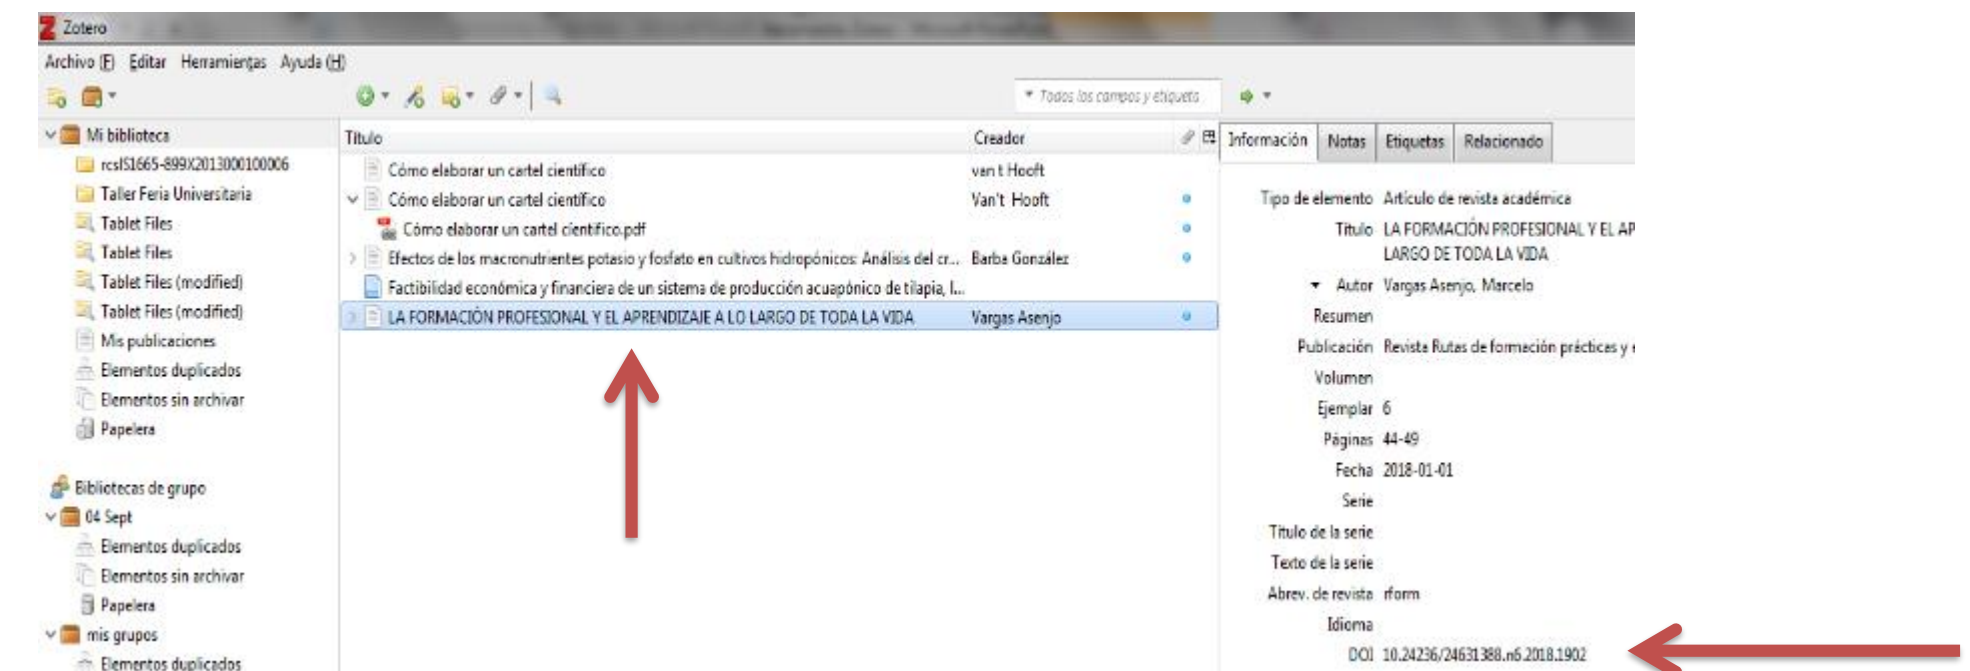 Zotero
Archivo (F) Editar Herramientas Ayuda (H)
Todos los campos y etiquets
Mi biblioteca
rcsIS1665-899X2013000100006
Taller Feria Universitaria
Tablet Files
Tablet Files
Tablet Files (modified)
Tablet Files (modified)
Mis publicaciones
Elementos duplicados
Elementos sin archivar
Papelera
Bibliotecas de grupo
04 Sept
Elementos duplicados
Elementos sin archivar
Papelera
mis grupos
Elementos duplicados
Título Creador
Cómo elaborar un cartel científico van t Hooft
Cómo elaborar un cartel científico Van't Hooft
Cómo elaborar un cartel científico.pdf
Efectos de los macronutrientes potasio y fosfato en cultivos hidropónicos: Análisis del cr... Barba González
Factibilidad económica y financiera de un sistema de producción acuapónico de tilapia, l...
LA FORMACIÓN PROFESIONAL Y EL APRENDIZAJE A LO LARGO DE TODA LA VIDA Vargas Asenjo
Información Notas Etiquetas Relacionado
Tipo de elemento Artículo de revista académica
Título LA FORMACIÓN PROFESIONAL Y EL AP
LARGO DE TODA LA VIDA
Autor Vargas Asenjo, Marcelo
Resumen
Publicación Revista Rutas de formación prácticas y
Volumen
Ejemplar 6
Páginas 44-49
Fecha 2018-01-01
Serie
Título de la serie
Texto de la serie
Abrev. de revista rform
Idioma
DOI 10.24236/24631388.n6.2018.1902